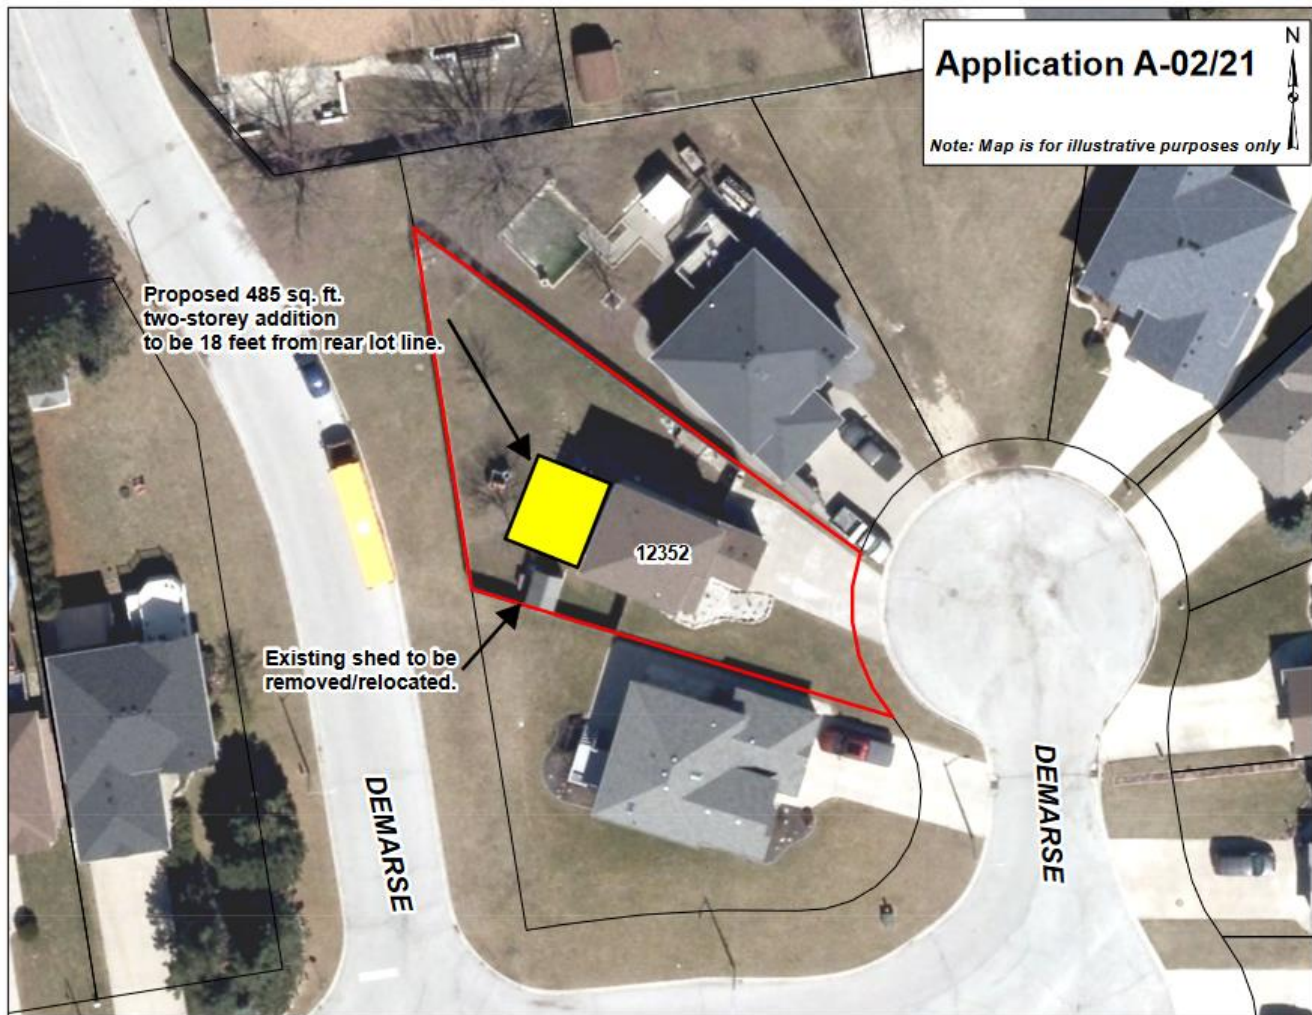 Application A-02/21
N
Note: Map is for illustrative purposes only
Proposed 485 sq. ft.
two-storey addition
to be 18 feet from rear lot line.
12352
Existing shed to be
removed/relocated.
DEMARSE
DEMARSE